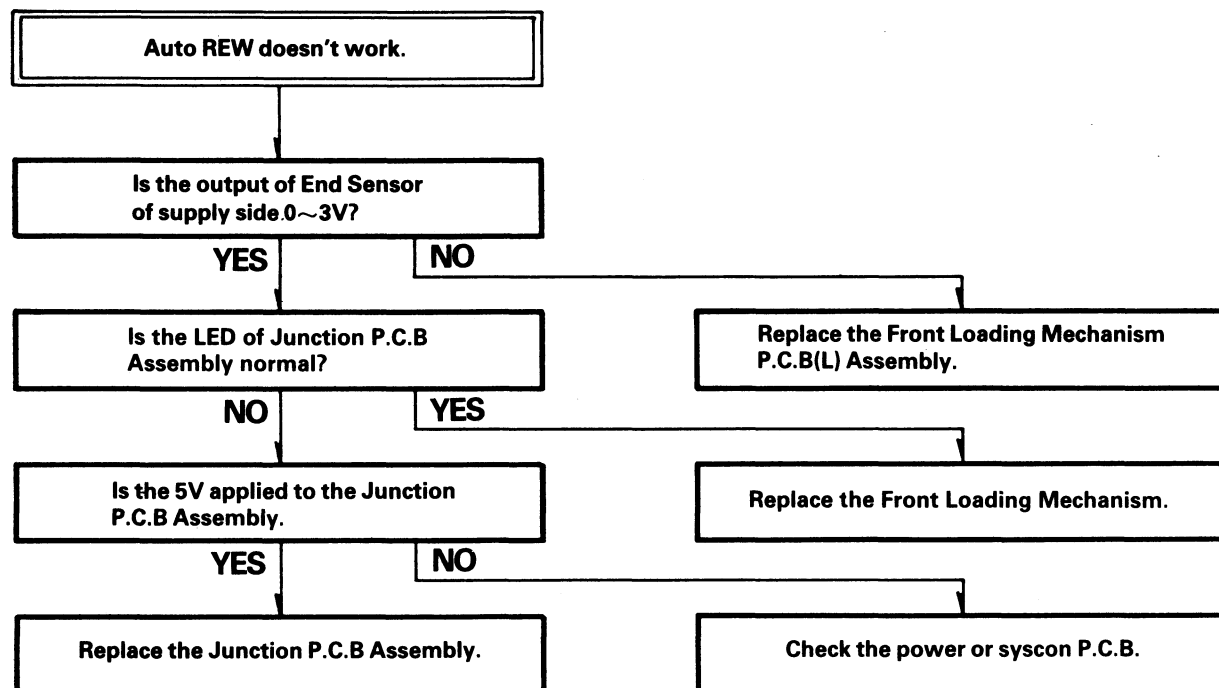 Auto REW doesn't work.
Is the output of End Sensor
of supply side.0~3V?
YES
NO
Is the LED of Junction P.C.B
Assembly normal?
Replace the Front Loading Mechanism
P.C.B(L) Assembly.
NO
YES
Is the 5V applied to the Junction
P.C.B Assembly.
Replace the Front Loading Mechanism.
YES
NO
Replace the Junction P.C.B Assembly.
Check the power or syscon P.C.B.